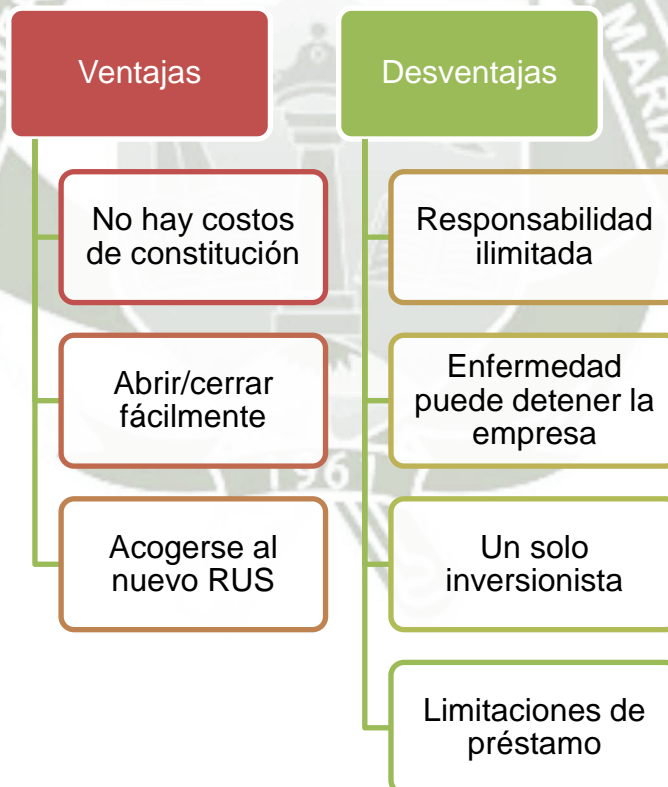 Ventajas
No hay costos
de constitución
Abrir/cerrar
fácilmente
Acogerse al
nuevo RUS
Desventajas
Responsabilidad
ilimitada
Enfermedad
puede detener la
empresa
Un solo
inversionista
Limitaciones de
préstamo